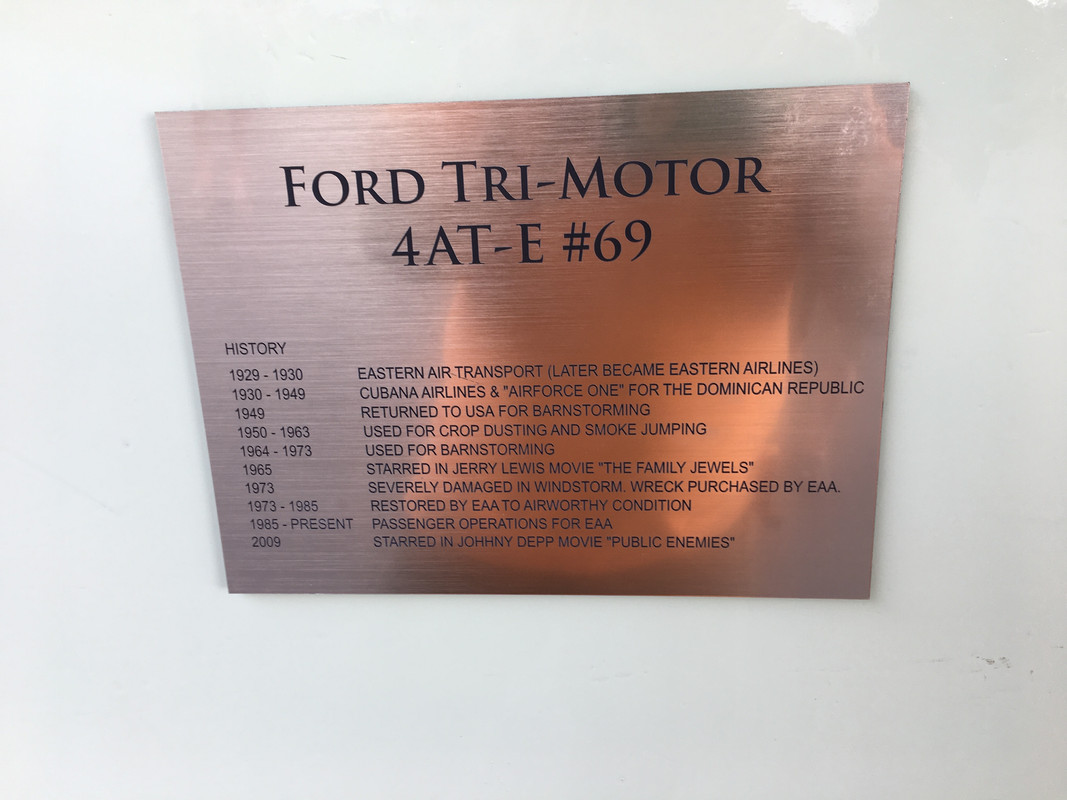 FORD TRI-MOTOR
4AT-E #69
HISTORY
1929 - 1930 EASTERN AIR TRANSPORT (LATER BECAME EASTERN AIRLINES)
1930 - 1949 CUBANA AIRLINES & "AIRFORCE ONE" FOR THE DOMINICAN REPUBLIC
1949 RETURNED TO USA FOR BARNSTORMING
1950 - 1963 USED FOR CROP DUSTING AND SMOKE JUMPING
1964 - 1973 USED FOR BARNSTORMING
1965 STARRED IN JERRY LEWIS MOVIE "THE FAMILY JEWELS"
1973 SEVERELY DAMAGED IN WINDSTORM. WRECK PURCHASED BY EAA.
1973 - 1985 RESTORED BY EAA TO AIRWORTHY CONDITION
1985 - PRESENT PASSENGER OPERATIONS FOR EAA
2009 STARRED IN JOHHNY DEPP MOVIE "PUBLIC ENEMIES"